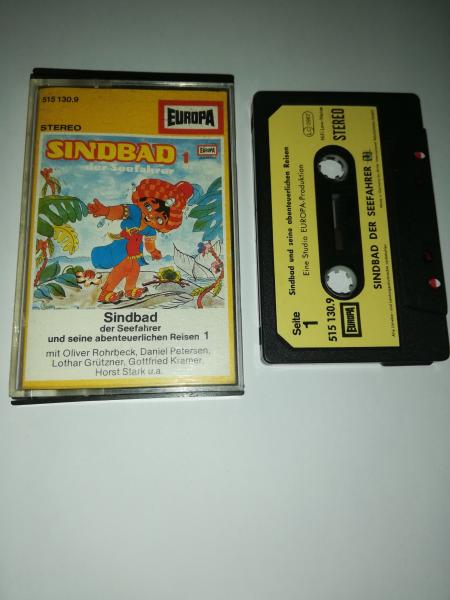 515 130.9
EUROPA
STEREO
SINDBAD 1
der Seefahrer
EUROPA
Sindbad
der Seefahrer
und seine abenteuerlichen Reisen 1
mit Oliver Rohrbeck, Daniel Petersen,
Lothar Grützner, Gottfried Kramer,
Horst Stark u.a.
STEREO
Sindbad und seine abenteuerlichen Reisen
Eine Studio EUROPA-Produktion
Seite
1
515 130.9
EUROPA
SINDBAD DER SEEFAHRER